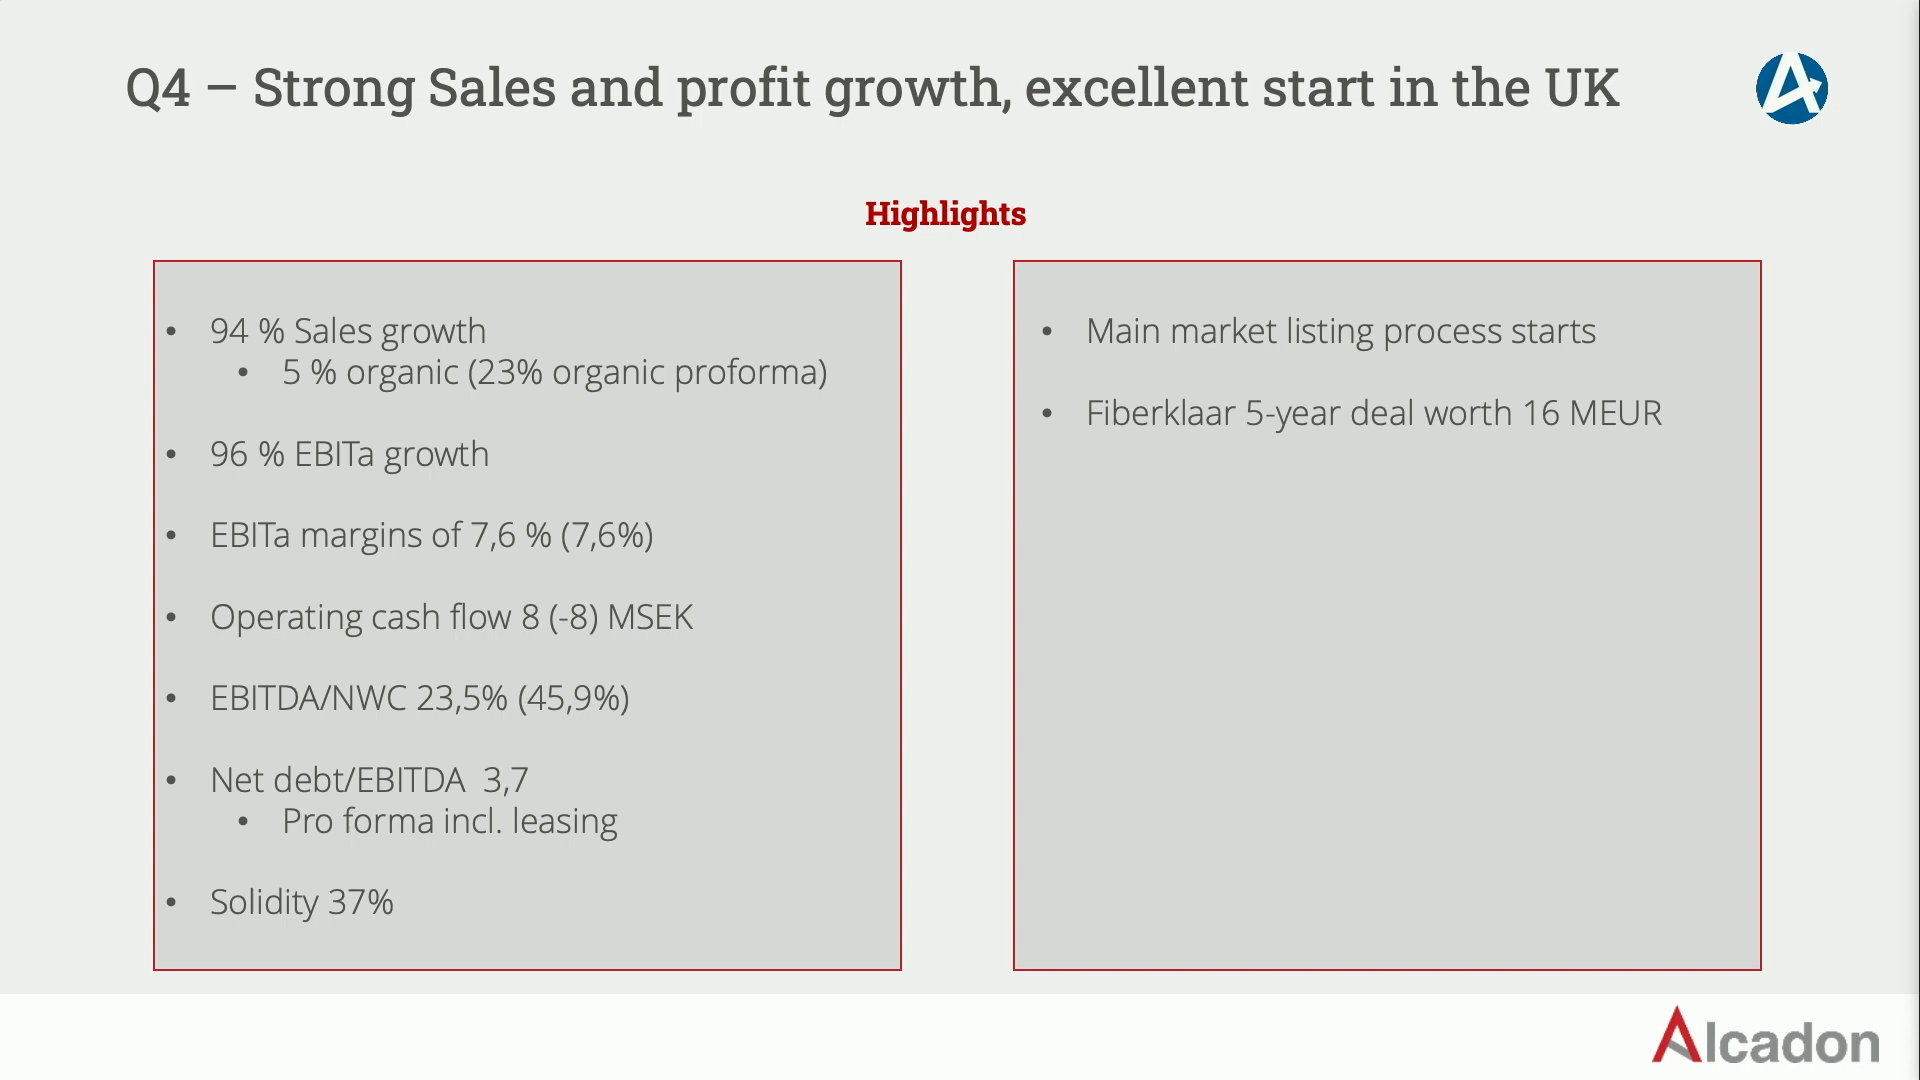 Q4 – Strong Sales and profit growth, excellent start in the UK
Highlights
• 94 % Sales growth
• 5 % organic (23% organic proforma)
• 96 % EBITa growth
• EBITa margins of 7,6 % (7,6%)
• Operating cash flow 8 (-8) MSEK
• EBITDA/NWC 23,5% (45,9%)
• Net debt/EBITDA  3,7
• Pro forma incl. leasing
• Solidity 37%
• Main market listing process starts
• Fiberklaar 5-year deal worth 16 MEUR
Alcadon